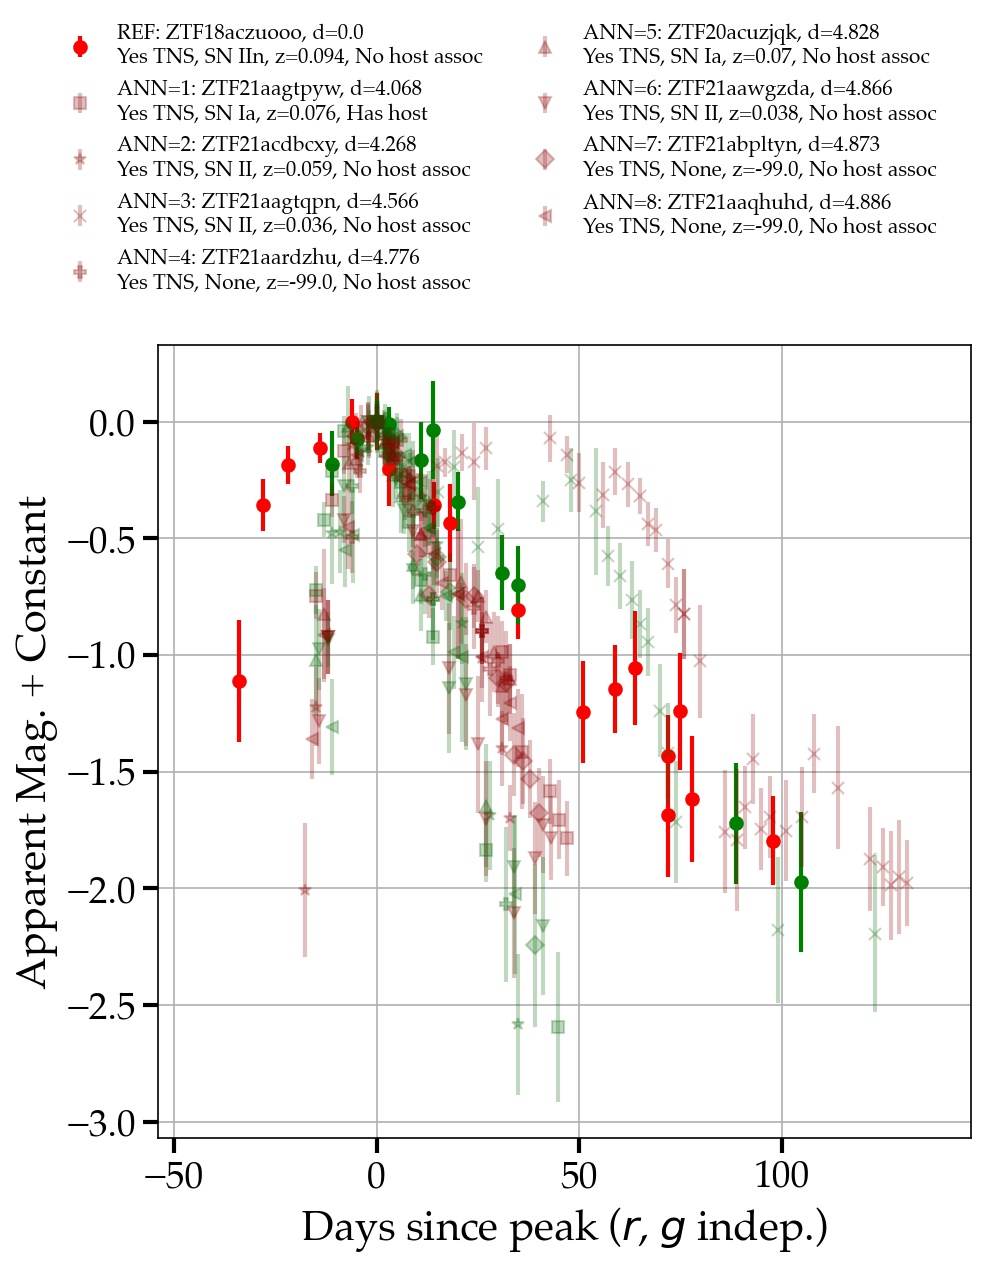 REF: ZTF18aczuooo, d=0.0
Yes TNS, SN IIn, z=0.094, No host assoc
ANN=1: ZTF21aagtpyw, d=4.068
Yes TNS, SN Ia, z=0.076, Has host
ANN=2: ZTF21acdbcxy, d=4.268
Yes TNS, SN II, z=0.059, No host assoc
ANN=3: ZTF21aagtqpn, d=4.566
Yes TNS, SN II, z=0.036, No host assoc
ANN=4: ZTF21aardzhu, d=4.776
Yes TNS, None, z=-99.0, No host assoc
ANN=5: ZTF20acuzjqk, d=4.828
Yes TNS, SN Ia, z=0.07, No host assoc
ANN=6: ZTF21aawgzda, d=4.866
Yes TNS, SN II, z=0.038, No host assoc
ANN=7: ZTF21abpltyn, d=4.873
Yes TNS, None, z=-99.0, No host assoc
ANN=8: ZTF21aaqhuhd, d=4.886
Yes TNS, None, z=-99.0, No host assoc
Apparent Mag. + Constant
0.0
−0.5
−1.0
−1.5
−2.0
−2.5
−3.0
−50 0 50 100
Days since peak (r, g indep.)